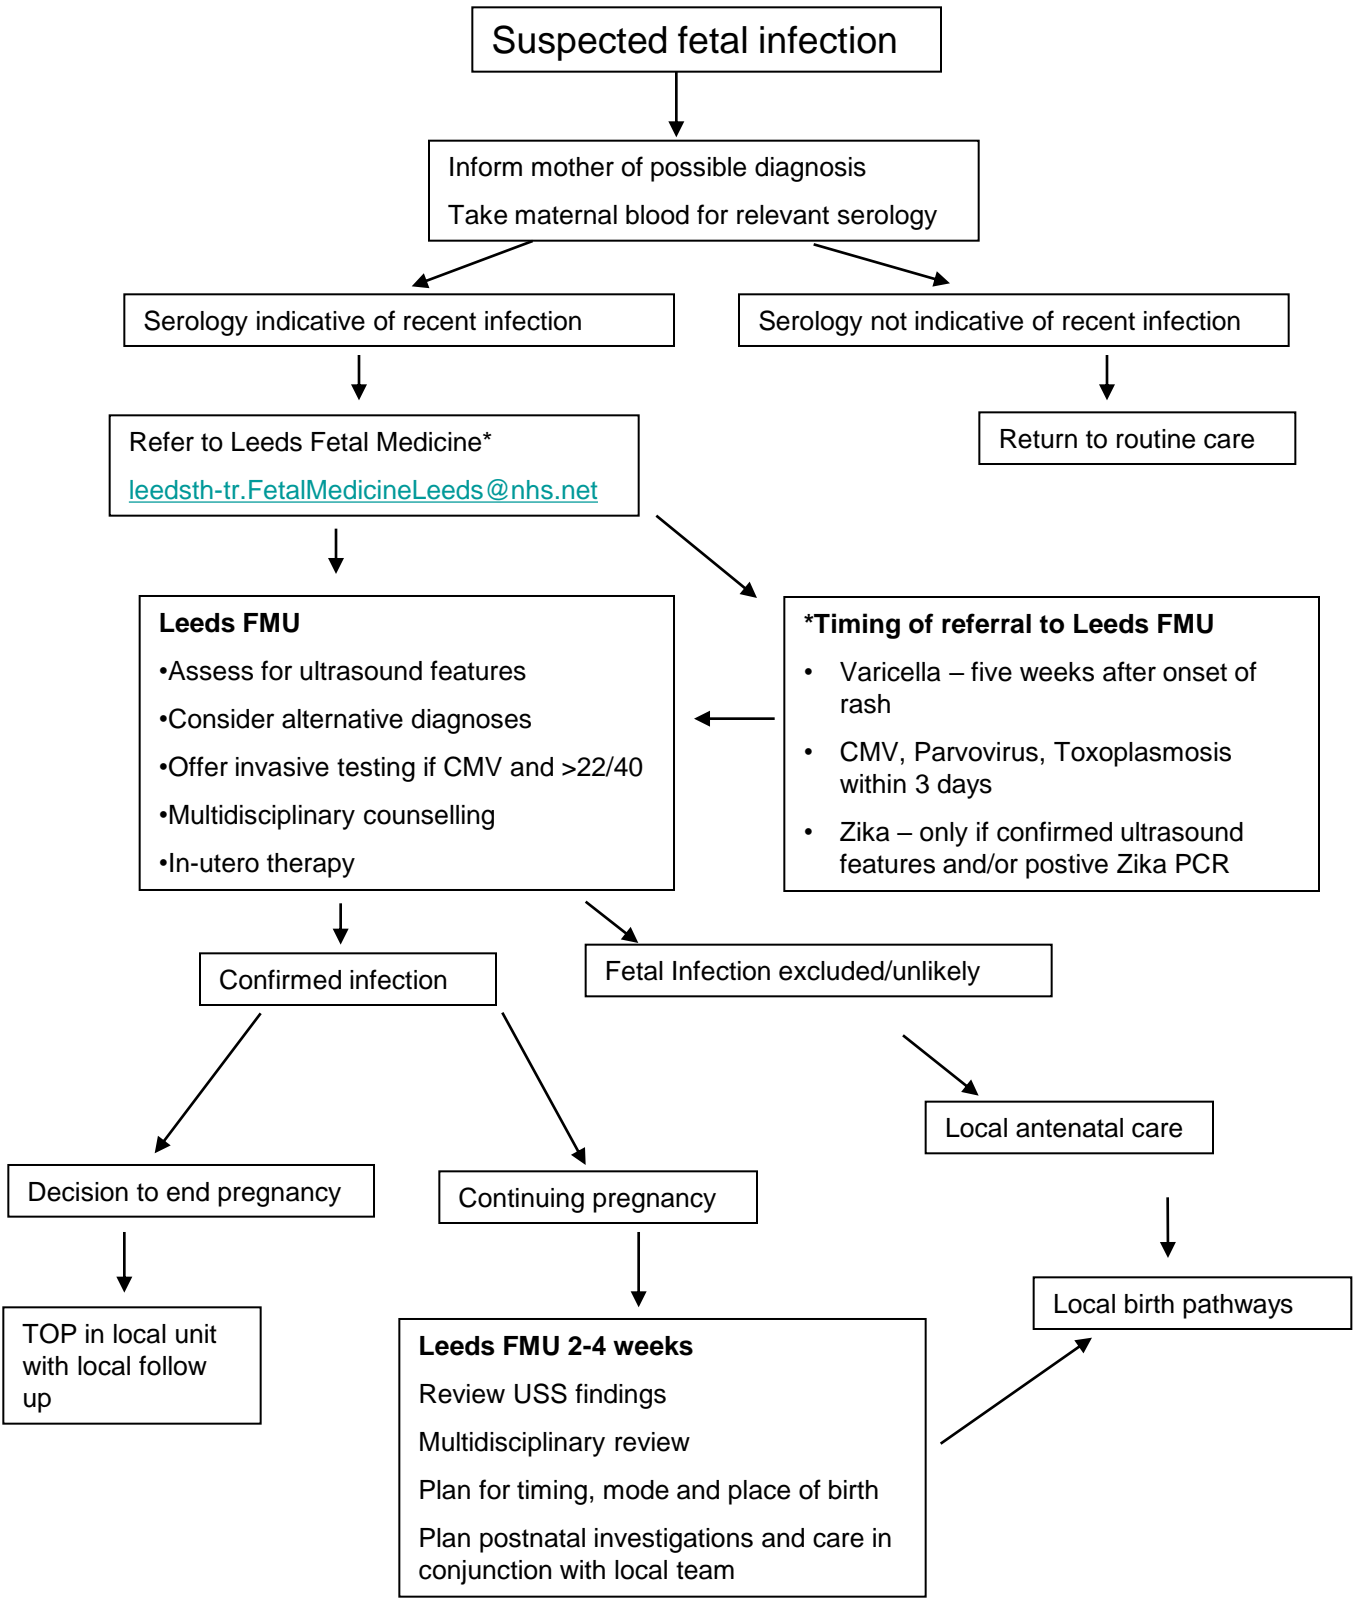 Suspected fetal infection
Inform mother of possible diagnosis
Take maternal blood for relevant serology
Serology indicative of recent infection
Serology not indicative of recent infection
Refer to Leeds Fetal Medicine*
leedsth-tr.FetalMedicineLeeds@nhs.net
Return to routine care
Leeds FMU
•Assess for ultrasound features
•Consider alternative diagnoses
•Offer invasive testing if CMV and >22/40
•Multidisciplinary counselling
•In-utero therapy
*Timing of referral to Leeds FMU
• Varicella – five weeks after onset of
rash
• CMV, Parvovirus, Toxoplasmosis
within 3 days
• Zika – only if confirmed ultrasound
features and/or postive Zika PCR
Confirmed infection
Fetal Infection excluded/unlikely
Local antenatal care
Decision to end pregnancy
Continuing pregnancy
Local birth pathways
TOP in local unit
with local follow
up
Leeds FMU 2-4 weeks
Review USS findings
Multidisciplinary review
Plan for timing, mode and place of birth
Plan postnatal investigations and care in
conjunction with local team